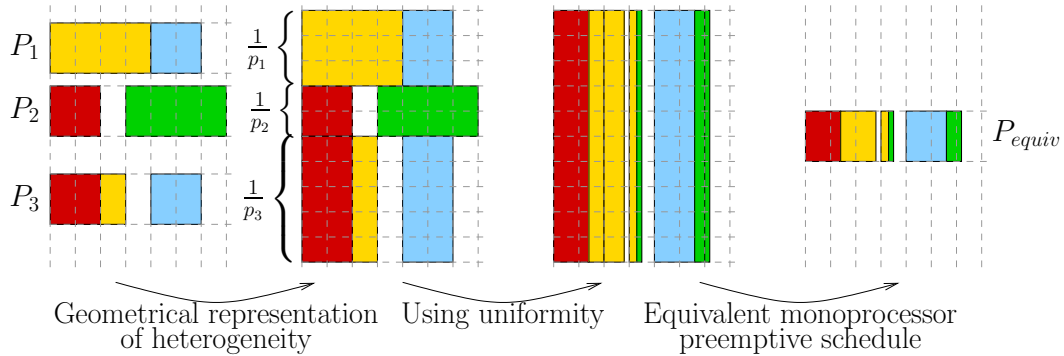 P₁
P₂
P₃
1/p₁
1/p₂
1/p₃
P_equiv
Geometrical representation
of heterogeneity
Using uniformity
Equivalent monoprocessor
preemptive schedule